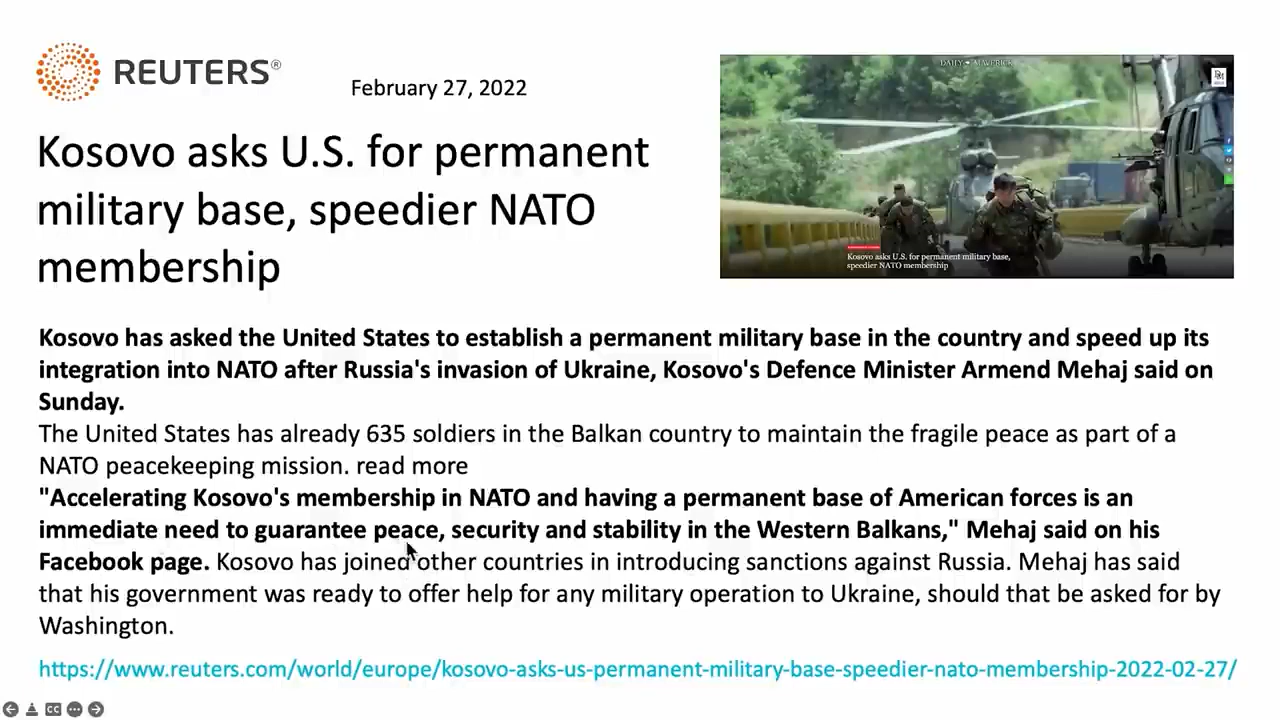 REUTERS®
February 27, 2022
Kosovo asks U.S. for permanent
military base, speedier NATO
membership
DAILY MAVERICK
Kosovo asks U.S. for permanent military base,
speedier NATO membership
Kosovo has asked the United States to establish a permanent military base in the country and speed up its
integration into NATO after Russia's invasion of Ukraine, Kosovo's Defence Minister Armend Mehaj said on
Sunday.
The United States has already 635 soldiers in the Balkan country to maintain the fragile peace as part of a
NATO peacekeeping mission. read more
"Accelerating Kosovo's membership in NATO and having a permanent base of American forces is an
immediate need to guarantee peace, security and stability in the Western Balkans," Mehaj said on his
Facebook page. Kosovo has joined other countries in introducing sanctions against Russia. Mehaj has said
that his government was ready to offer help for any military operation to Ukraine, should that be asked for by
Washington.
https://www.reuters.com/world/europe/kosovo-asks-us-permanent-military-base-speedier-nato-membership-2022-02-27/
CC